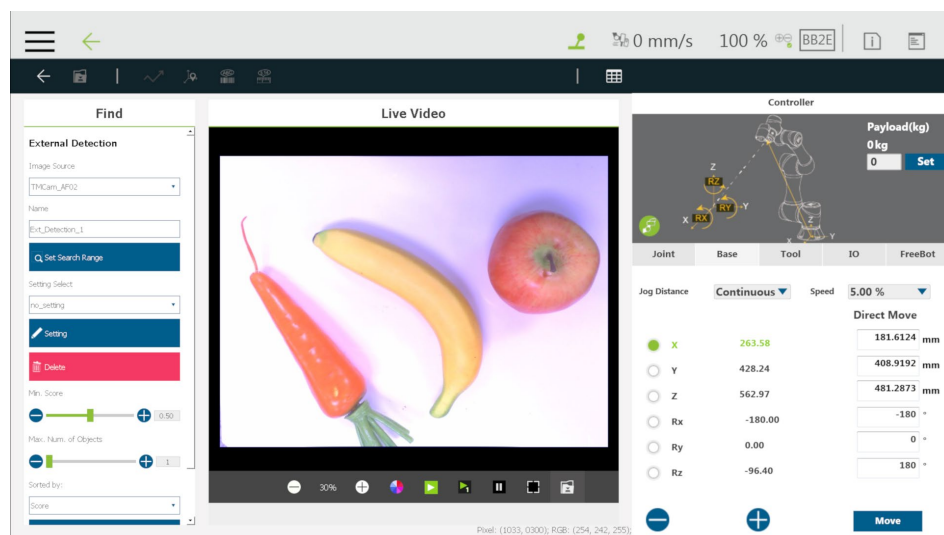 0 mm/s 100 % BB2E
Find
External Detection
Image Source
TMCam_AP02
Name
Ext_Detection_1
Set Search Range
Setting Select
no_setting
Setting
Delete
Min. Score
0.50
Max. Num. of Objects
1
Sorted by:
Score
Live Video
30%
Pixel: (1033, 0300); RGB: (254, 242, 255);
Controller
Payload(kg)
0 kg
0 Set
Z
RZ
X RX RY Y
Z
X Y
Joint Base Tool IO FreeBot
Jog Distance Continuous Speed 5.00 %
Direct Move
X 263.58 181.6124 mm
Y 428.24 408.9192 mm
Z 562.97 481.2873 mm
Rx -180.00 -180 °
Ry 0.00 0 °
Rz -96.40 180 °
Move